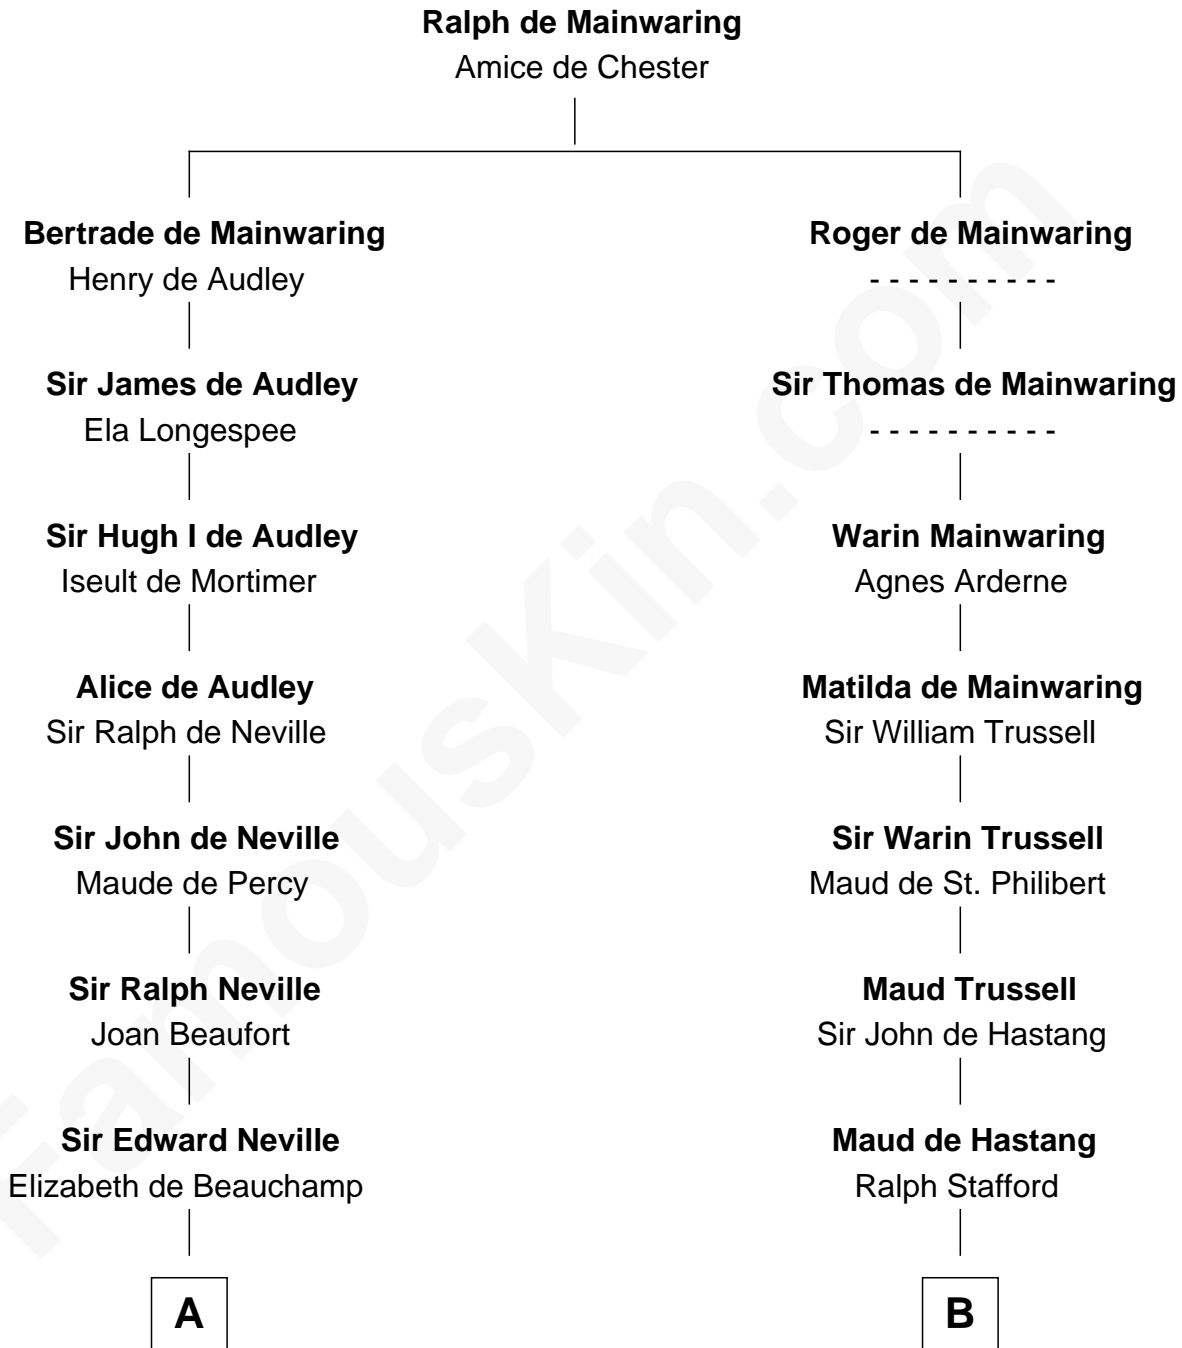 Ralph de Mainwaring
Amice de Chester
Bertrade de Mainwaring
Henry de Audley
Sir James de Audley
Ela Longespee
Sir Hugh I de Audley
Iseult de Mortimer
Alice de Audley
Sir Ralph de Neville
Sir John de Neville
Maude de Percy
Sir Ralph Neville
Joan Beaufort
Sir Edward Neville
Elizabeth de Beauchamp
A
Roger de Mainwaring
- - - - - - - - - -
Sir Thomas de Mainwaring
- - - - - - - - - -
Warin Mainwaring
Agnes Arderne
Matilda de Mainwaring
Sir William Trussell
Sir Warin Trussell
Maud de St. Philibert
Maud Trussell
Sir John de Hastang
Maud de Hastang
Ralph Stafford
B
FamousKin.com